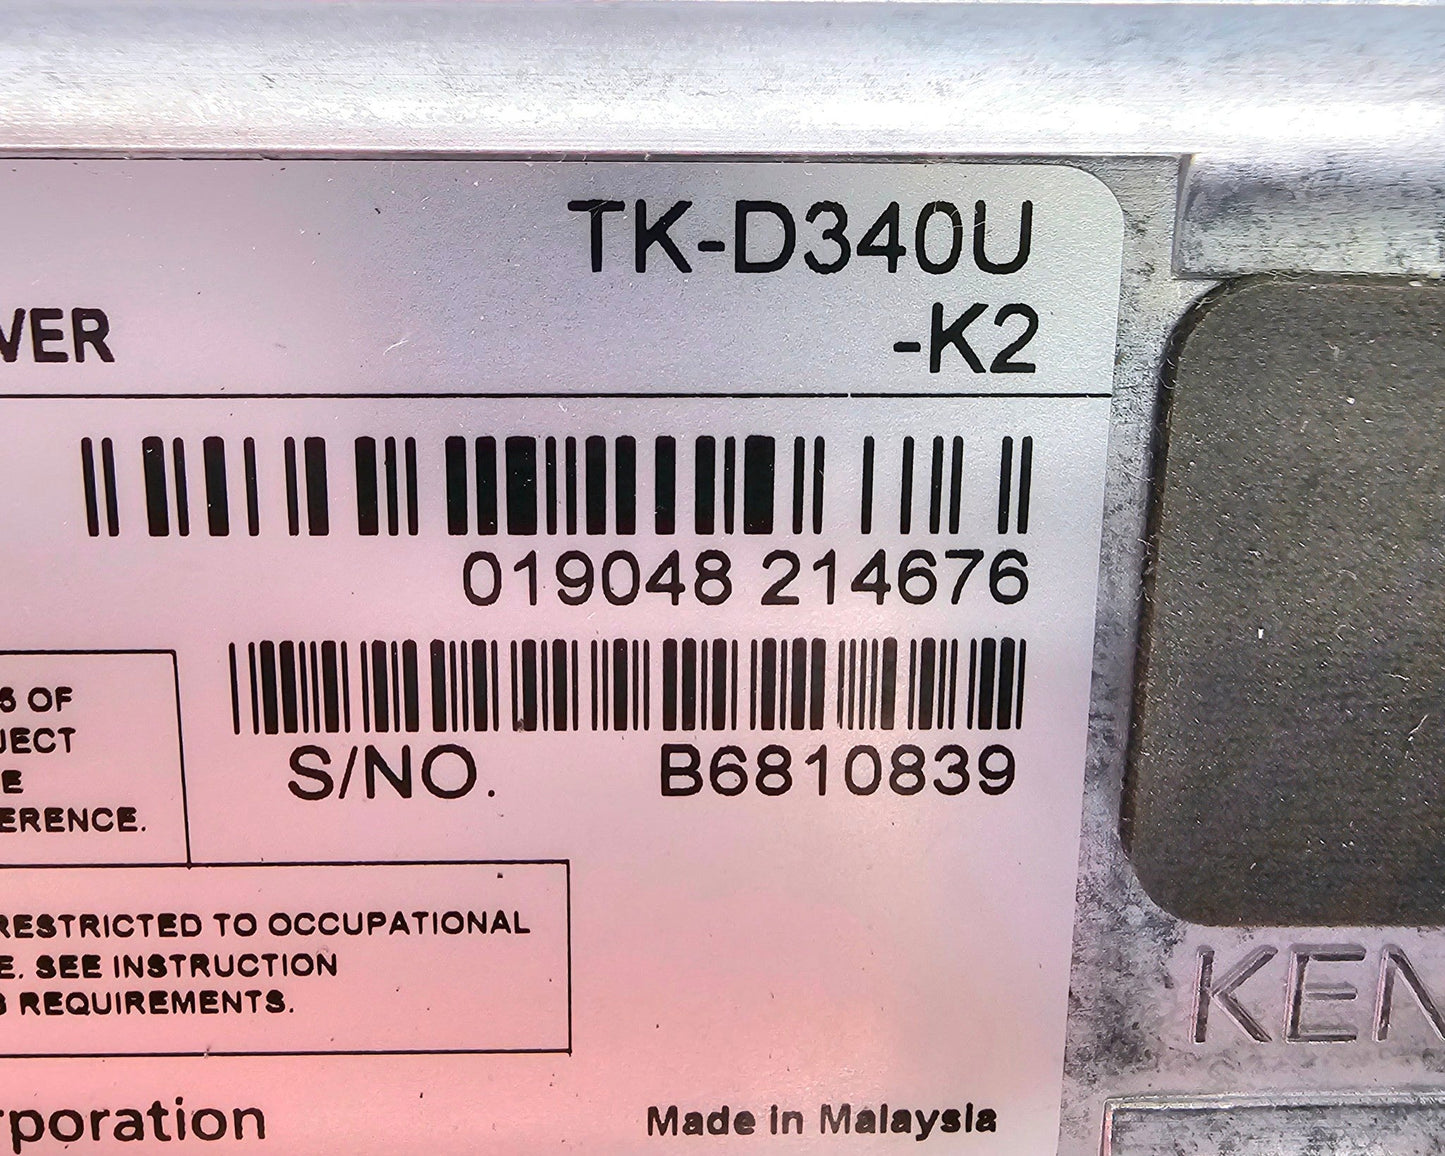 TK-D340U
-K2
VER
019048 214676
S/NO. B6810839
OF
JECT
E
ERENCE.
RESTRICTED TO OCCUPATIONAL
E. SEE INSTRUCTION
REQUIREMENTS.
rporation
Made in Malaysia
KEN